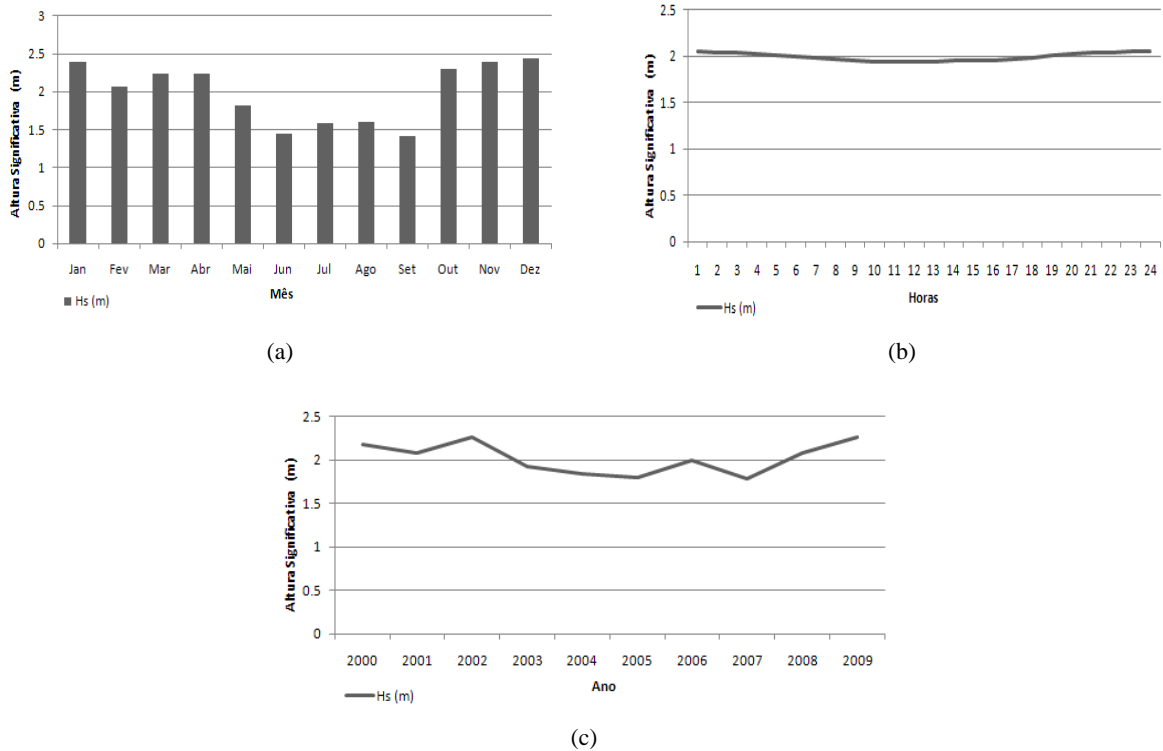 3
2.5
2
1.5
1
0.5
0
Altura Significativa (m)
Jan Fev Mar Abr Mai Jun Jul Ago Set Out Nov Dez
Mês
Hs (m)
(a)
2.5
2
1.5
1
0.5
0
Altura Significativa (m)
1 2 3 4 5 6 7 8 9 10 11 12 13 14 15 16 17 18 19 20 21 22 23 24
Horas
Hs (m)
(b)
2.5
2
1.5
1
0.5
0
Altura Significativa (m)
2000 2001 2002 2003 2004 2005 2006 2007 2008 2009
Ano
Hs (m)
(c)